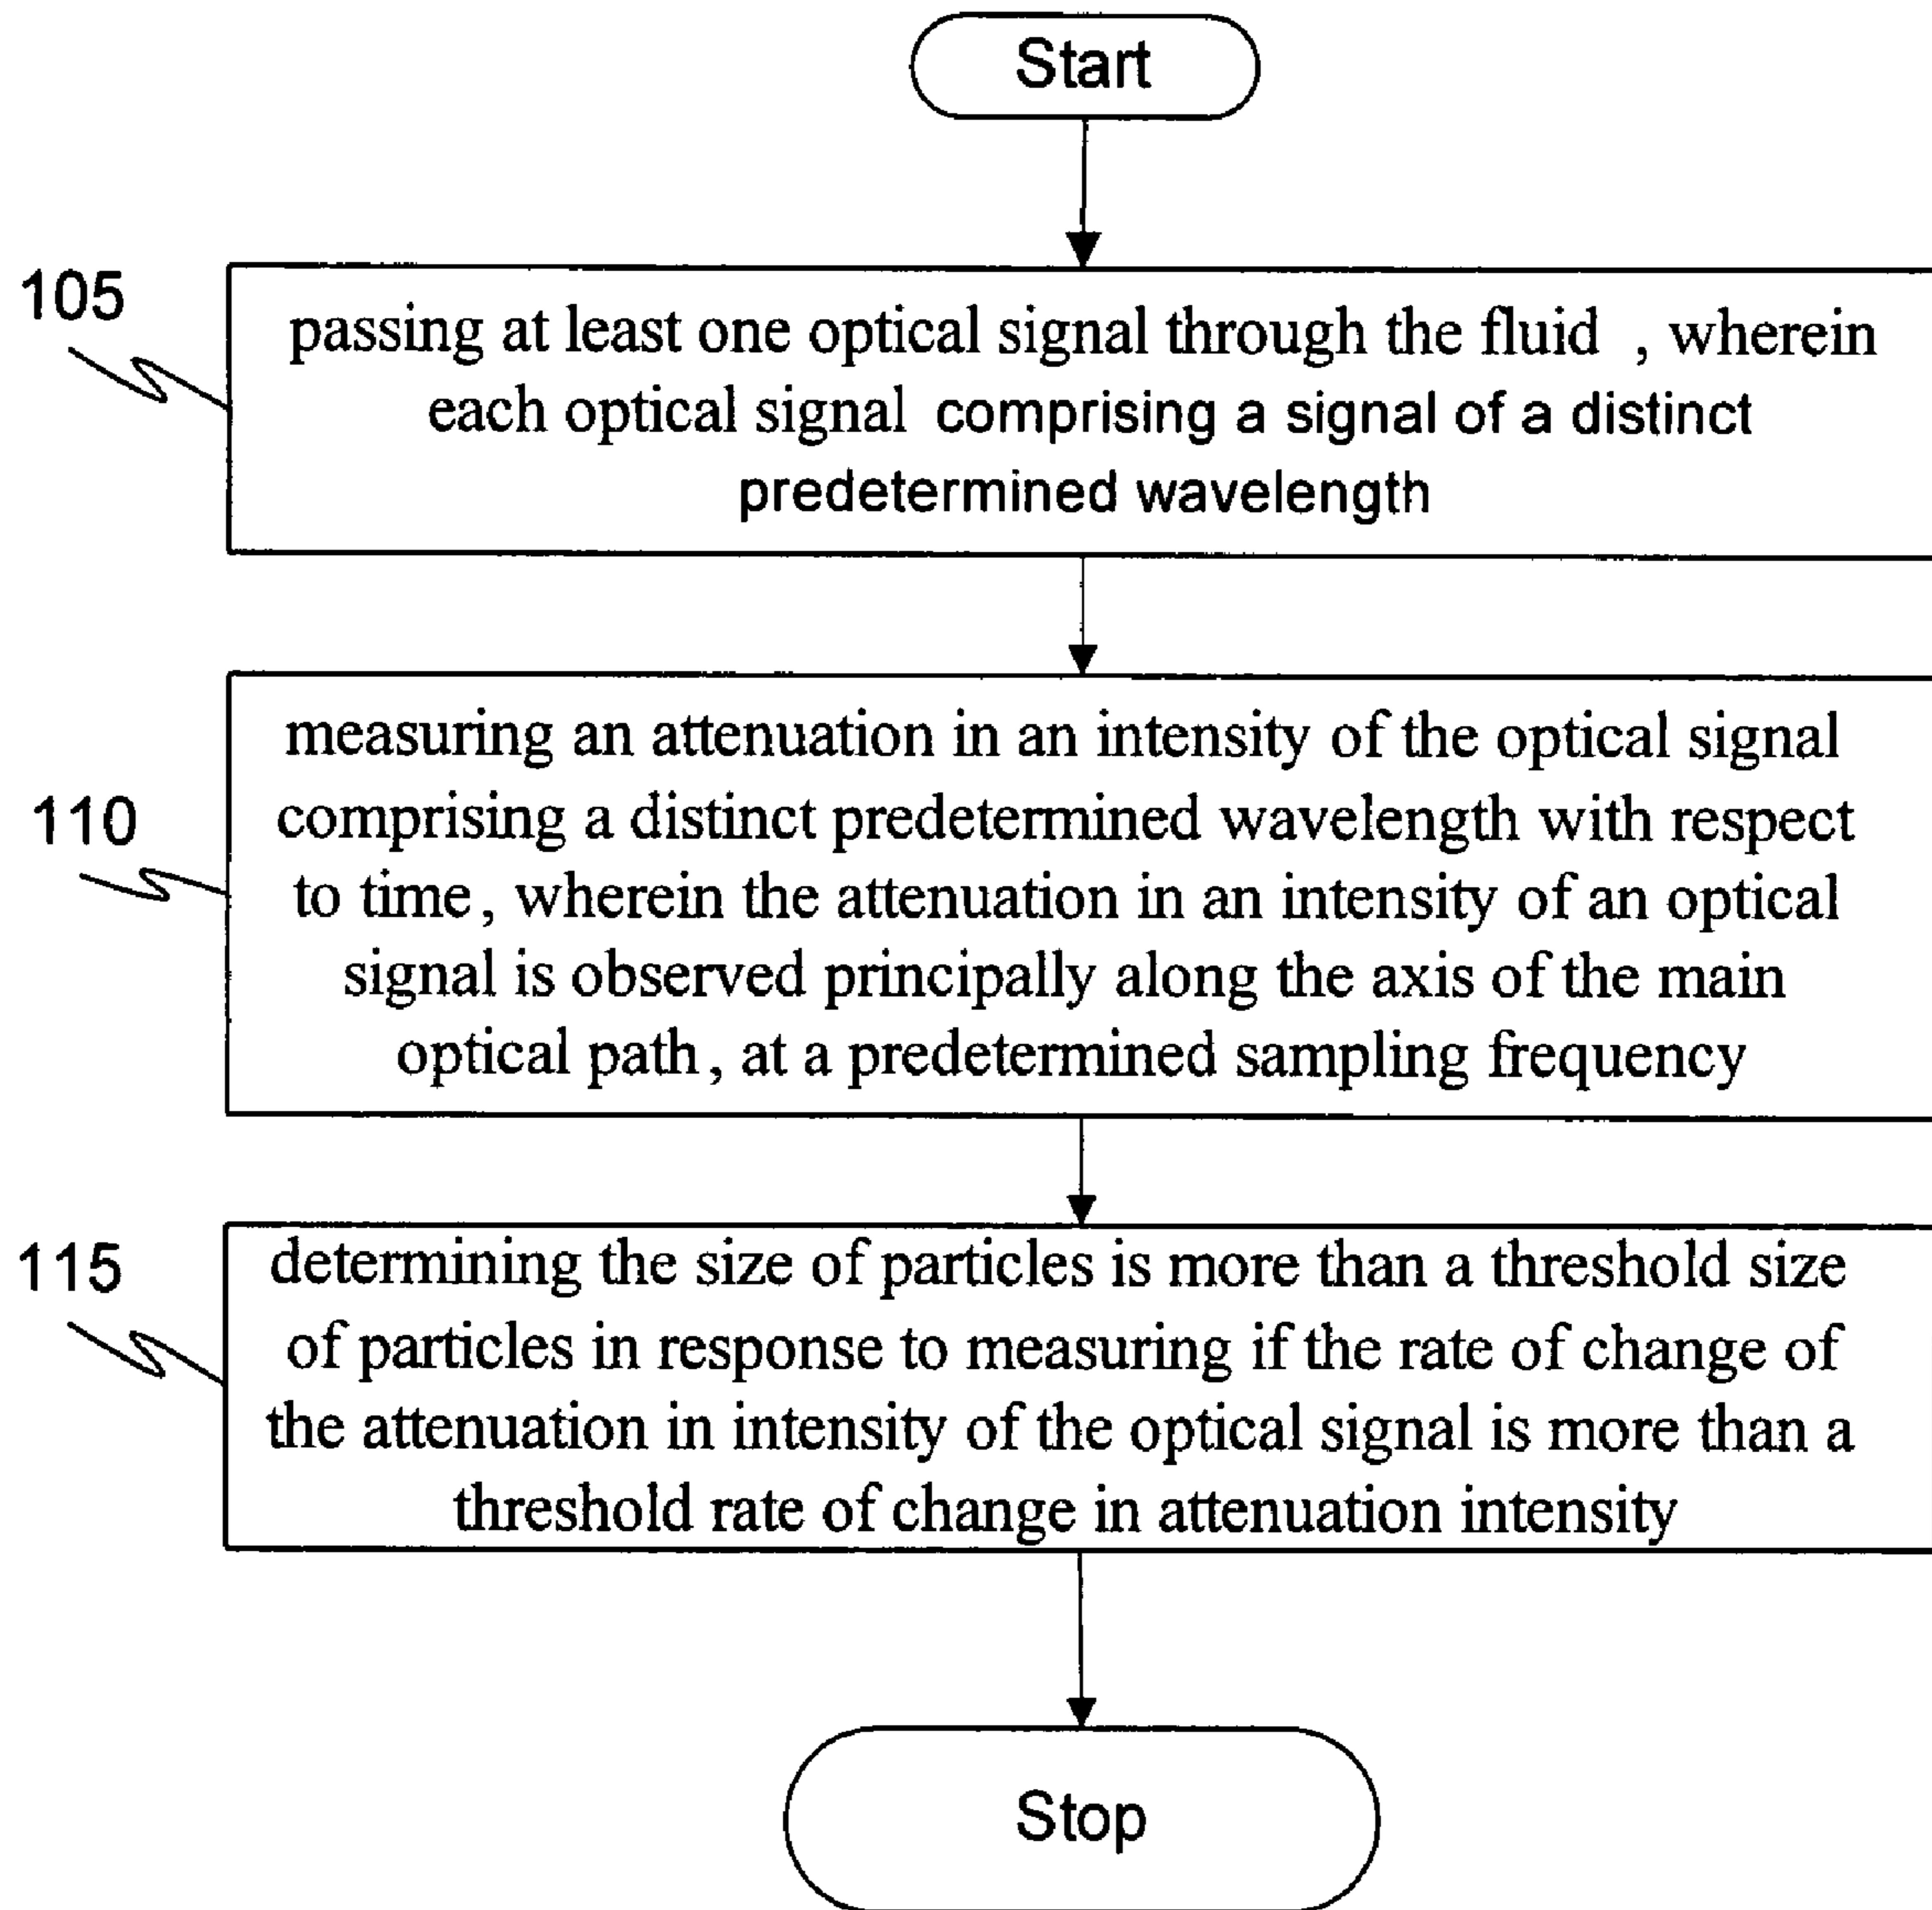 Start
105
passing at least one optical signal through the fluid , wherein
each optical signal comprising a signal of a distinct
predetermined wavelength
110
measuring an attenuation in an intensity of the optical signal
comprising a distinct predetermined wavelength with respect
to time, wherein the attenuation in an intensity of an optical
signal is observed principally along the axis of the main
optical path, at a predetermined sampling frequency
115
determining the size of particles is more than a threshold size
of particles in response to measuring if the rate of change of
the attenuation in intensity of the optical signal is more than a
threshold rate of change in attenuation intensity
Stop